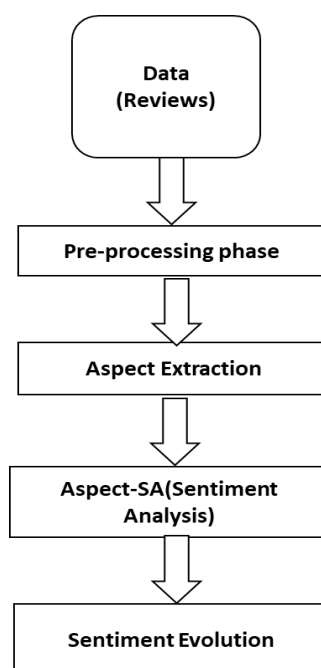 Data
(Reviews)
Pre-processing phase
Aspect Extraction
Aspect-SA(Sentiment
Analysis)
Sentiment Evolution